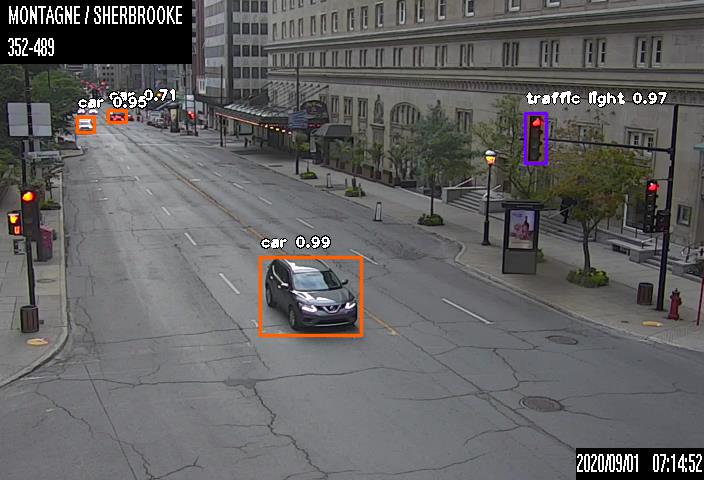 MONTAGNE / SHERBROOKE
352-489
car 0.71
car 0.95
traffic light 0.97
car 0.99
2020/09/01 07:14:52